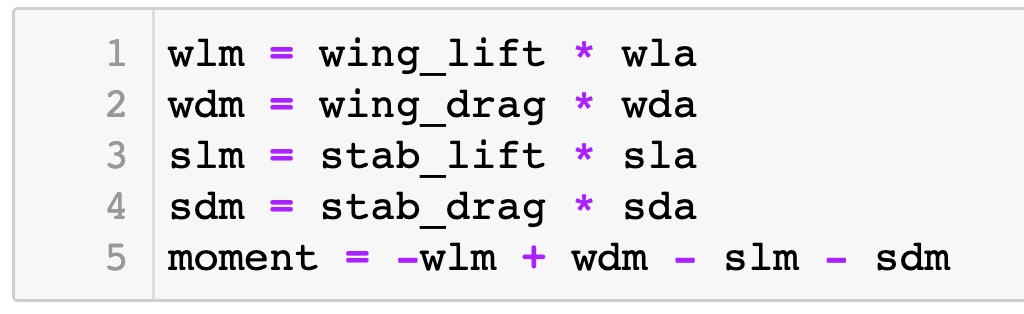 1 wlm = wing_lift * wla
2 wdm = wing_drag * wda
3 slm = stab_lift * sla
4 sdm = stab_drag * sda
5 moment = -wlm + wdm - slm - sdm